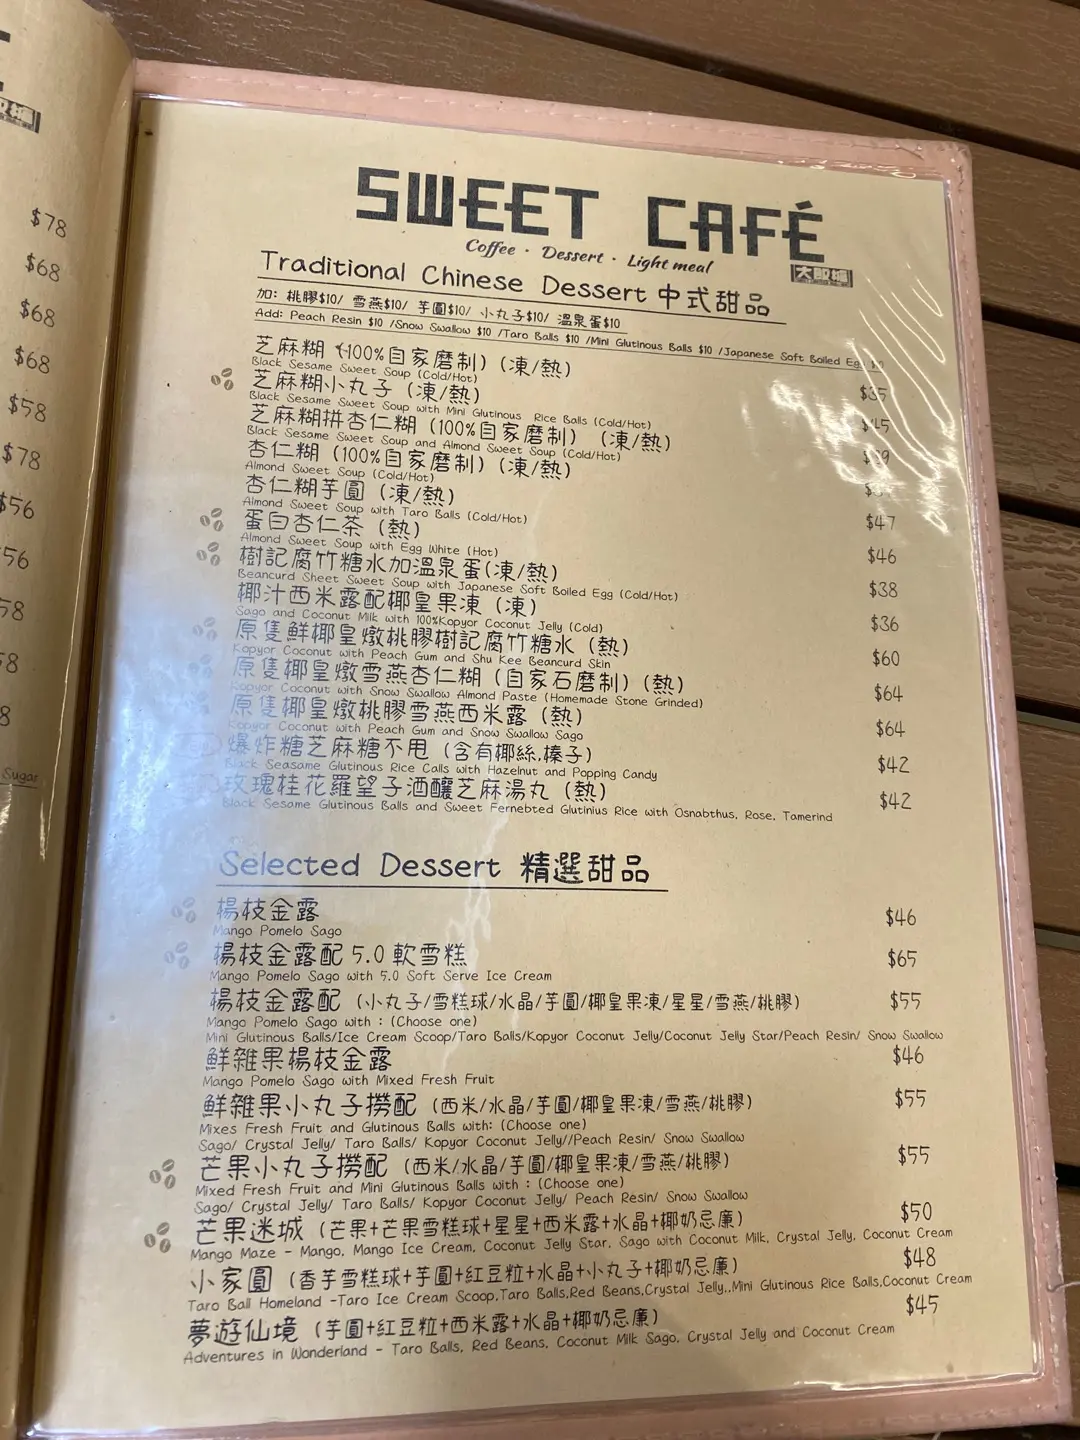 $78
$68
$68
$68
$58
$78
$56
56
58
58
8
Sugar
SWEET CAFÉ
Coffee · Dessert · Light meal
大即搵
Traditional Chinese Dessert 中式甜品
加: 桃膠$10/ 雪燕$10/ 芋圓$10/ 小丸子$10/ 溫泉蛋$10
Add: Peach Resin $10 /Snow Swallow $10 /Taro Balls $10 /Mini Glutinous Balls $10 /Japanese Soft Boiled Egg
芝麻糊 (100%自家磨制) (凍/熱) $35
Black Sesame Sweet Soup (Cold/Hot)
芝麻糊小丸子 (凍/熱) $45
Black Sesame Sweet Soup with Mini Glutinous Rice Balls (Cold/Hot)
芝麻糊拼杏仁糊 (100%自家磨制) (凍/熱)
Black Sesame Sweet Soup and Almond Sweet Soup (Cold/Hot)
杏仁糊 (100%自家磨制) (凍/熱)
Almond Sweet Soup (Cold/Hot)
杏仁糊芋圓 (凍/熱) $47
Almond Sweet Soup with Taro Balls (Cold/Hot)
蛋白杏仁茶 (熱) $46
Almond Sweet Soup with Egg White (Hot)
樹記腐竹糖水加溫泉蛋(凍/熱) $38
Beancurd Sheet Sweet Soup with Japanese Soft Boiled Egg (Cold/Hot)
椰汁西米露配椰皇果凍 (凍) $36
Sago and Coconut Milk with 100%Kopyor Coconut Jelly (Cold)
原隻鮮椰皇燉桃膠樹記腐竹糖水 (熱) $60
Kopyor Coconut with Peach Gum and Shu Kee Beancurd Skin
原隻椰皇燉雪燕杏仁糊 (自家石磨制) (熱) $64
Kopyor Coconut with Snow Swallow Almond Paste (Homemade Stone Grinded)
原隻椰皇燉桃膠雪燕西米露 (熱) $64
Kopyor Coconut with Peach Gum and Snow Swallow Sago
爆炸糖芝麻糖不甩 (含有椰絲,榛子) $42
Black Seasame Glutinous Rice Calls with Hazelnut and Popping Candy
玫瑰桂花羅望子酒釀芝麻湯丸 (熱) $42
Black Sesame Glutinous Balls and Sweet Fernebted Glutinius Rice with Osnabthus, Rose, Tamerind
Selected Dessert 精選甜品
楊枝金露 $46
Mango Pomelo Sago
楊枝金露配 5.0 軟雪糕 $65
Mango Pomelo Sago with 5.0 Soft Serve Ice Cream
楊枝金露配 (小丸子/雪糕球/水晶/芋圓/椰皇果凍/星星/雪燕/桃膠) $55
Mango Pomelo Sago with : (Choose one)
Mini Glutinous Balls/Ice Cream Scoop/Taro Balls/Kopyor Coconut Jelly/Coconut Jelly Star/Peach Resin/ Snow Swallow
鮮雜果楊枝金露 $46
Mango Pomelo Sago with Mixed Fresh Fruit
鮮雜果小丸子撈配 (西米/水晶/芋圓/椰皇果凍/雪燕/桃膠) $55
Mixes Fresh Fruit and Glutinous Balls with: (Choose one)
Sago/ Crystal Jelly/ Taro Balls/ Kopyor Coconut Jelly//Peach Resin/ Snow Swallow
芒果小丸子撈配 (西米/水晶/芋圓/椰皇果凍/雪燕/桃膠) $55
Mixed Fresh Fruit and Mini Glutinous Balls with : (Choose one)
Sago/ Crystal Jelly/ Taro Balls/ Kopyor Coconut Jelly/ Peach Resin/ Snow Swallow
芒果迷城 (芒果+芒果雪糕球+星星+西米露+水晶+椰奶忌廉) $50
Mango Maze - Mango, Mango Ice Cream, Coconut Jelly Star, Sago with Coconut Milk, Crystal Jelly, Coconut Cream
小家圓 (香芋雪糕球+芋圓+紅豆粒+水晶+小丸子+椰奶忌廉) $48
Taro Ball Homeland -Taro Ice Cream Scoop,Taro Balls,Red Beans,Crystal Jelly,,Mini Glutinous Rice Balls,Coconut Cream
夢遊仙境 (芋圓+紅豆粒+西米露+水晶+椰奶忌廉) $45
Adventures in Wonderland - Taro Balls, Red Beans, Coconut Milk Sago, Crystal Jelly and Coconut Cream